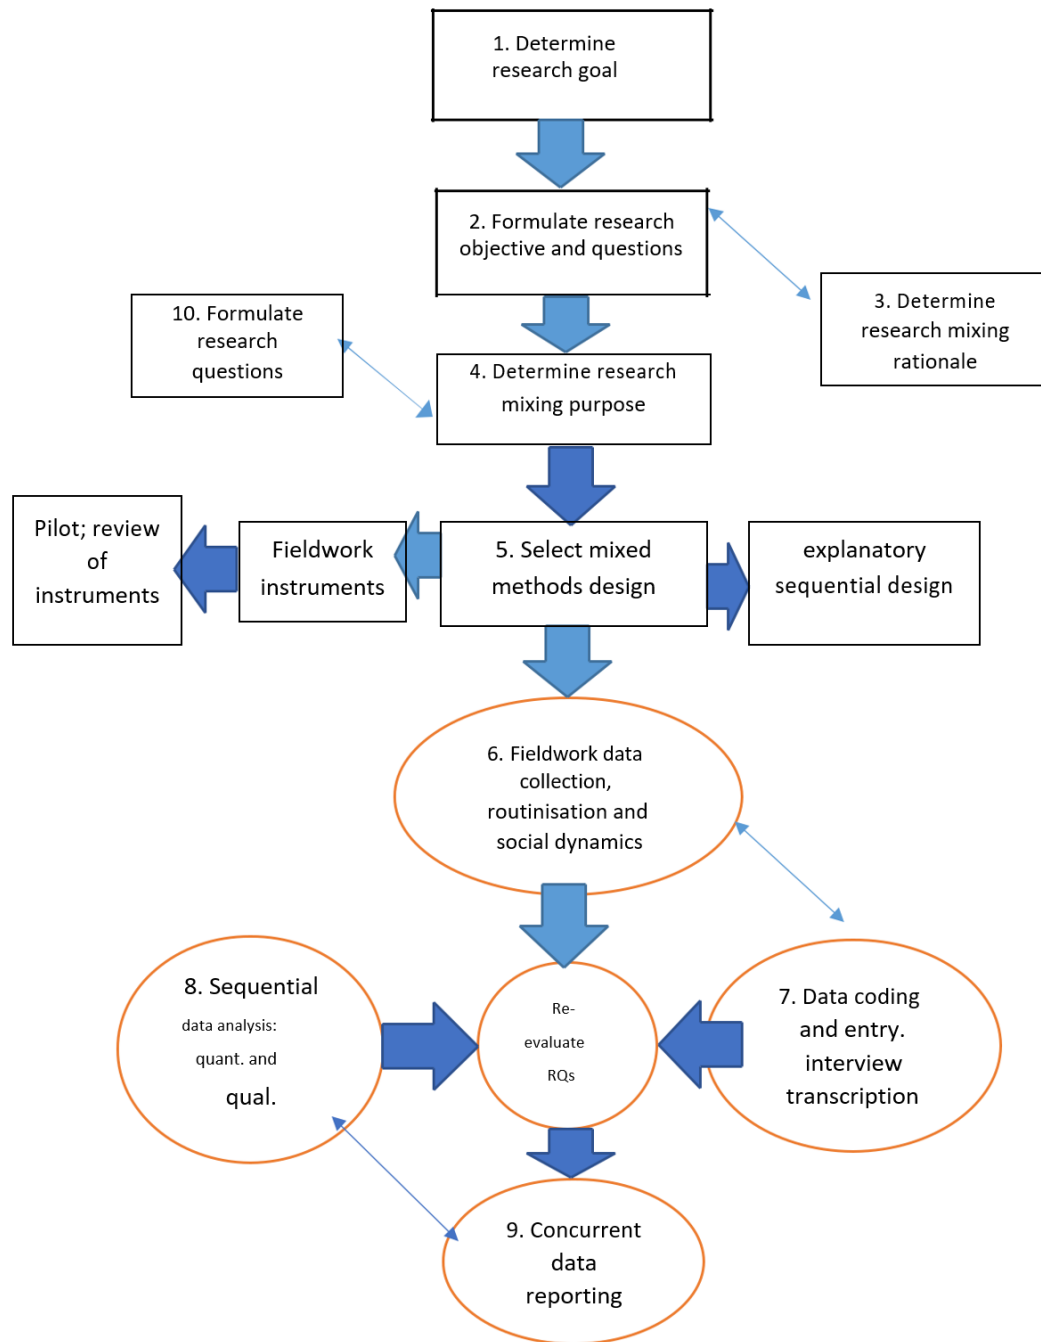 1. Determine
research goal
2. Formulate research
objective and questions
3. Determine
research mixing
rationale
10. Formulate
research
questions
4. Determine research
mixing purpose
Pilot; review
of
instruments
Fieldwork
instruments
5. Select mixed
methods design
explanatory
sequential design
6. Fieldwork data
collection,
routinisation and
social dynamics
8. Sequential
data analysis:
quant. and
qual.
Re-
evaluate
RQs
7. Data coding
and entry.
interview
transcription
9. Concurrent
data
reporting